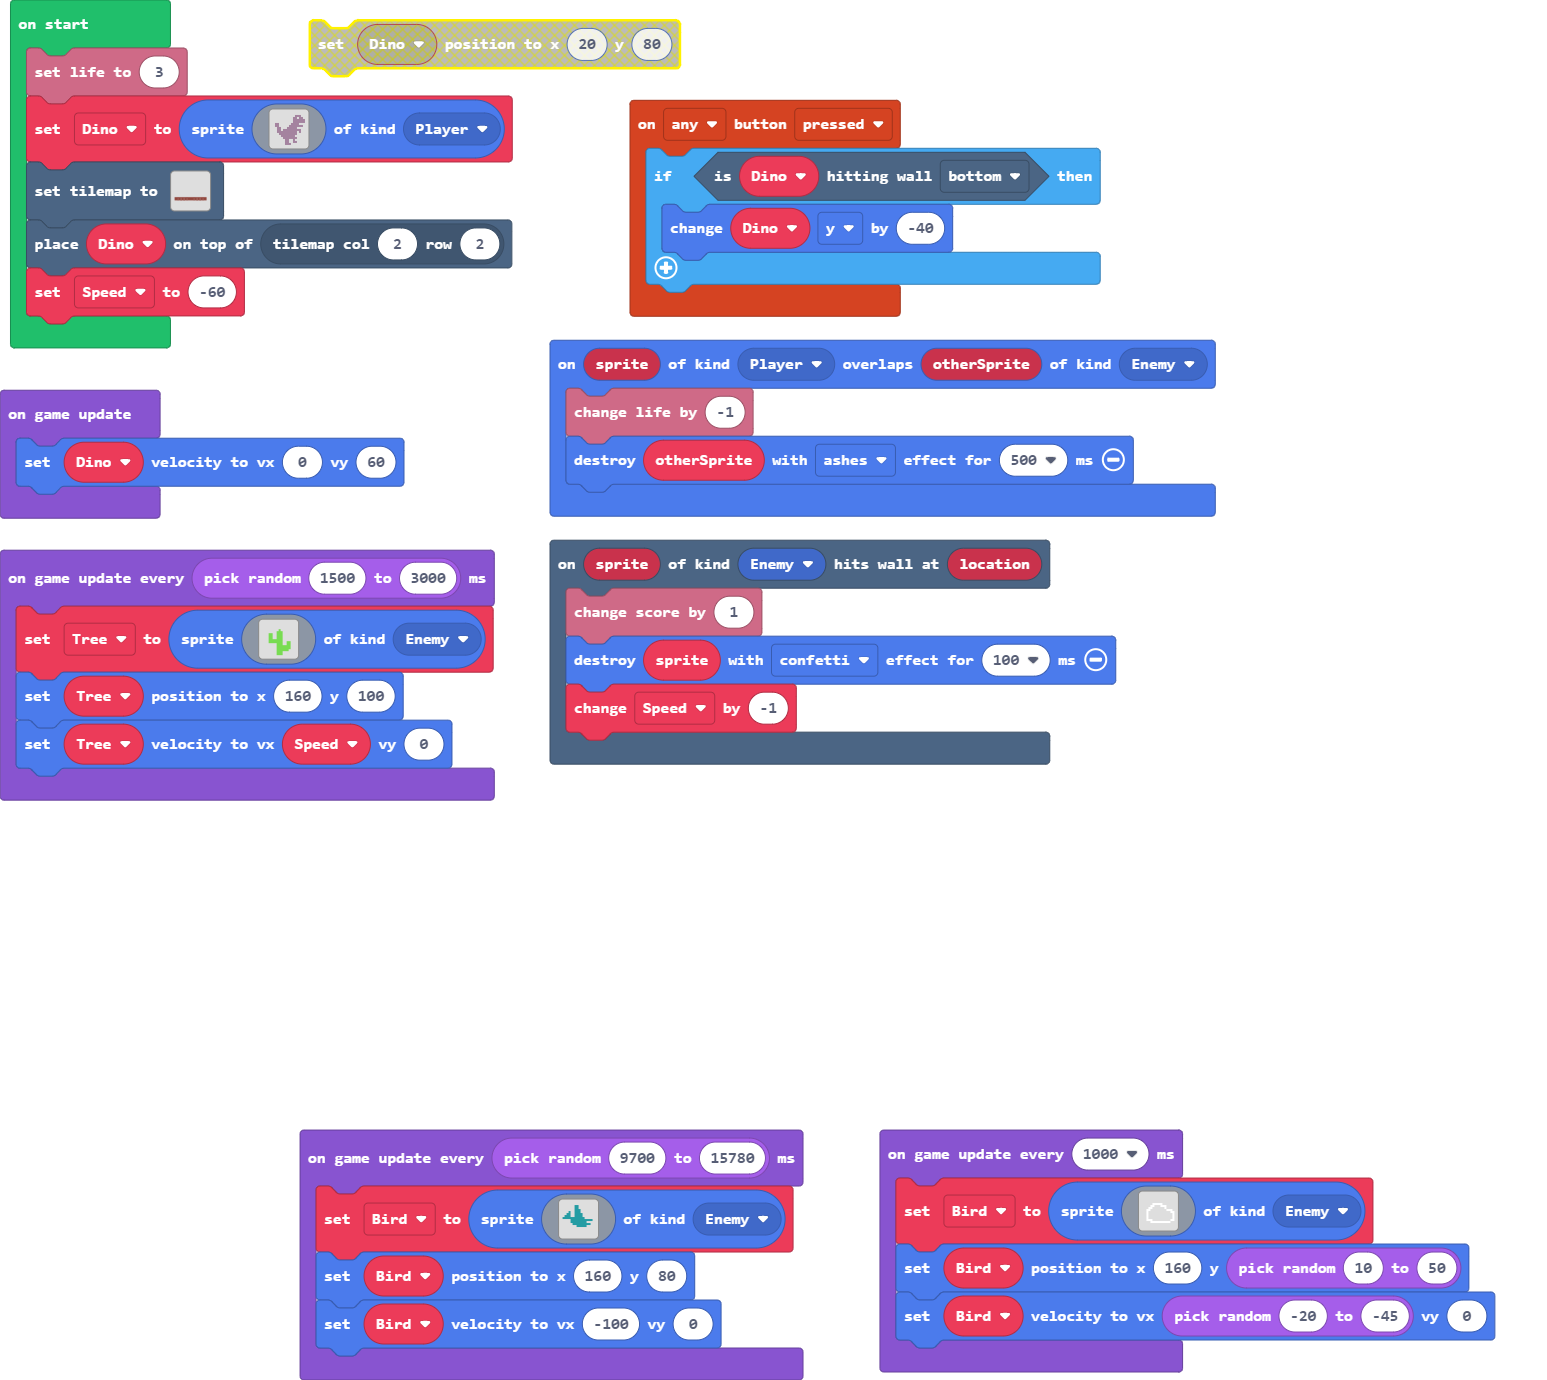 on start
set life to 3
set Dino to sprite of kind Player
set tilemap to
place Dino on top of tilemap col 2 row 2
set Speed to -60
set Dino position to x 20 y 80
on any button pressed
if is Dino hitting wall bottom then
change Dino y by -40
on game update
set Dino velocity to vx 0 vy 60
on sprite of kind Player overlaps otherSprite of kind Enemy
change life by -1
destroy otherSprite with ashes effect for 500 ms
on game update every pick random 1500 to 3000 ms
set Tree to sprite of kind Enemy
set Tree position to x 160 y 100
set Tree velocity to vx Speed vy 0
on sprite of kind Enemy hits wall at location
change score by 1
destroy sprite with confetti effect for 100 ms
change Speed by -1
on game update every pick random 9700 to 15780 ms
set Bird to sprite of kind Enemy
set Bird position to x 160 y 80
set Bird velocity to vx -100 vy 0
on game update every 1000 ms
set Bird to sprite of kind Enemy
set Bird position to x 160 y pick random 10 to 50
set Bird velocity to vx pick random -20 to -45 vy 0